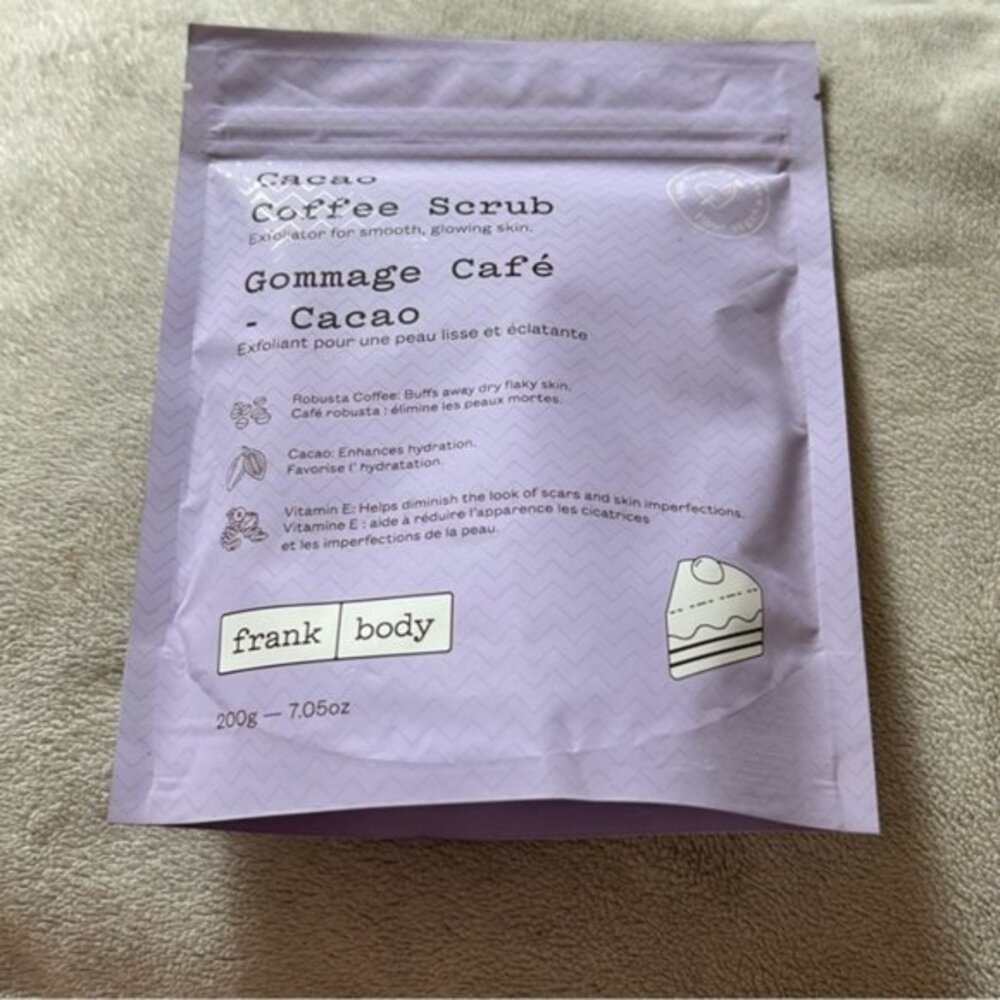 Cacao
Coffee Scrub
Exfoliator for smooth, glowing skin.
Gommage Café
- Cacao
Exfoliant pour une peau lisse et éclatante
Robusta Coffee: Buffs away dry flaky skin.
Café robusta : élimine les peaux mortes.
Cacao: Enhances hydration.
Favorise l' hydratation
Vitamin E: Helps diminish the look of scars and skin imperfections.
Vitamine E : aide à réduire l'apparence les cicatrices
et les imperfections de la peau.
frank body
200g — 7.05oz